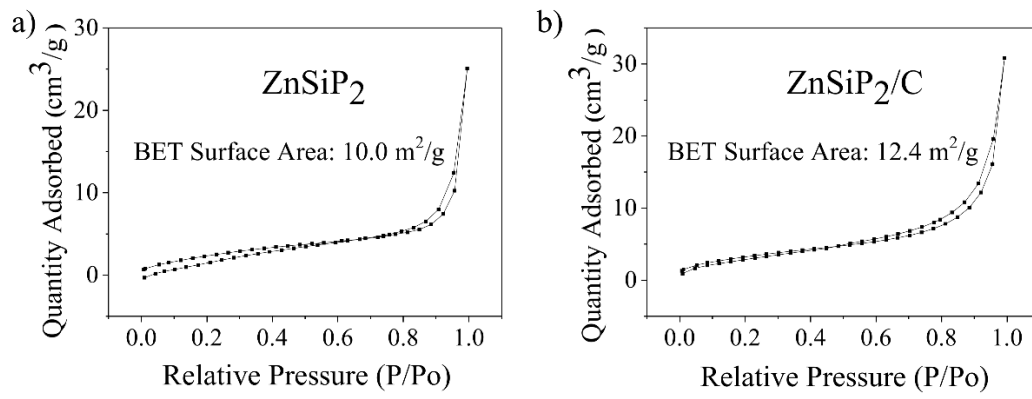 a)
Quantity Adsorbed (cm³/g)
30
20
10
0
ZnSiP₂
BET Surface Area: 10.0 m²/g
0.0 0.2 0.4 0.6 0.8 1.0
Relative Pressure (P/Po)
b)
Quantity Adsorbed (cm³/g)
30
20
10
0
ZnSiP₂/C
BET Surface Area: 12.4 m²/g
0.0 0.2 0.4 0.6 0.8 1.0
Relative Pressure (P/Po)